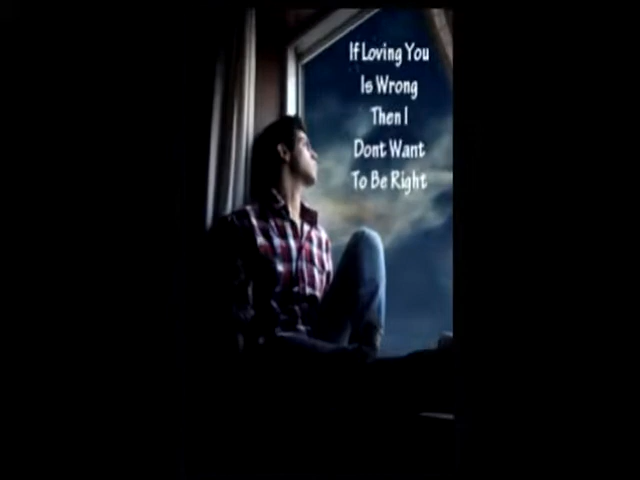 If Loving You
Is Wrong
Then I
Dont Want
To Be Right